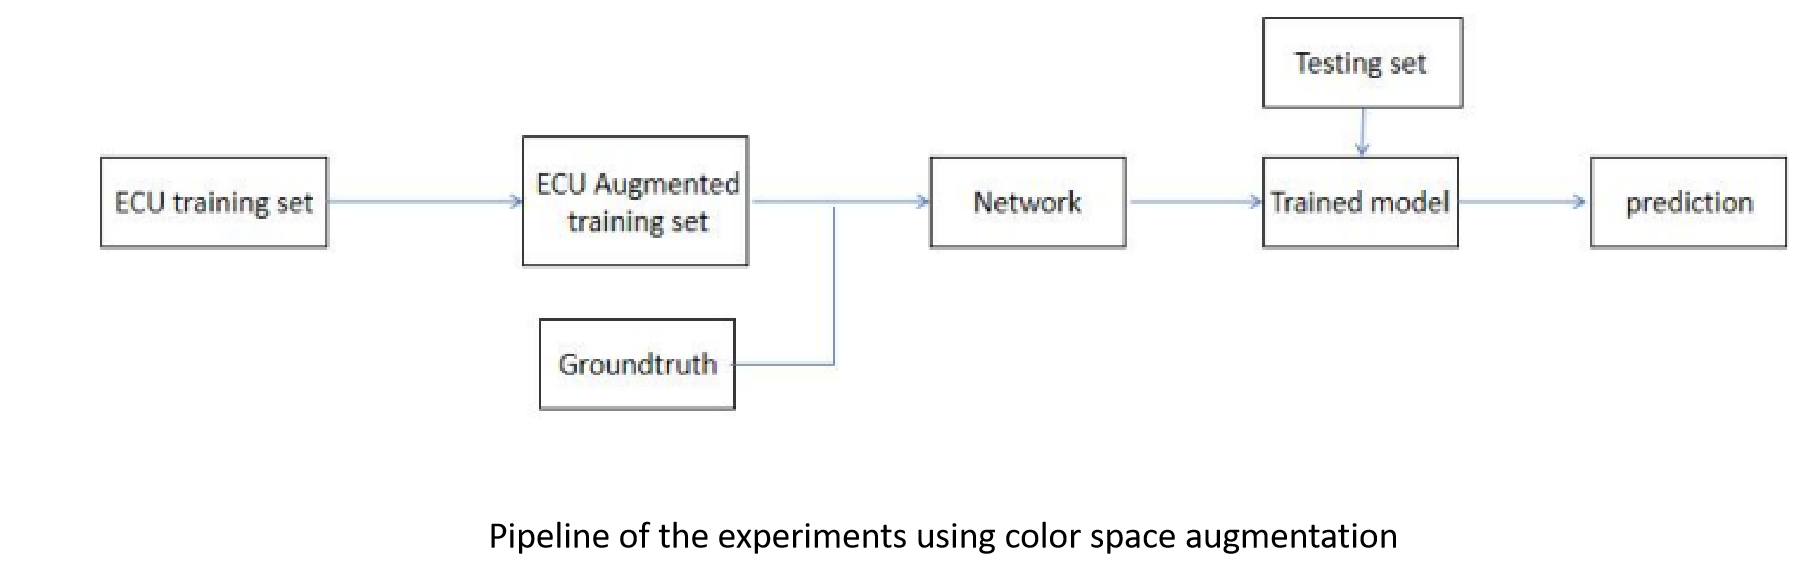 Testing set
ECU training set
ECU Augmented
training set
Network
Trained model
prediction
Groundtruth
Pipeline of the experiments using color space augmentation